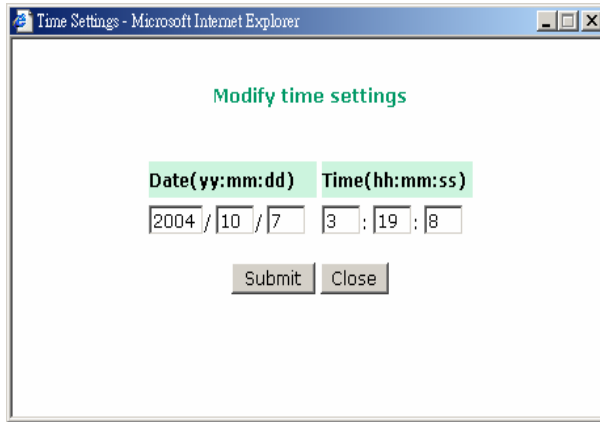 Time Settings - Microsoft Internet Explorer
Modify time settings
Date(yy:mm:dd) Time(hh:mm:ss)
2004 / 10 / 7 3 : 19 : 8
Submit Close